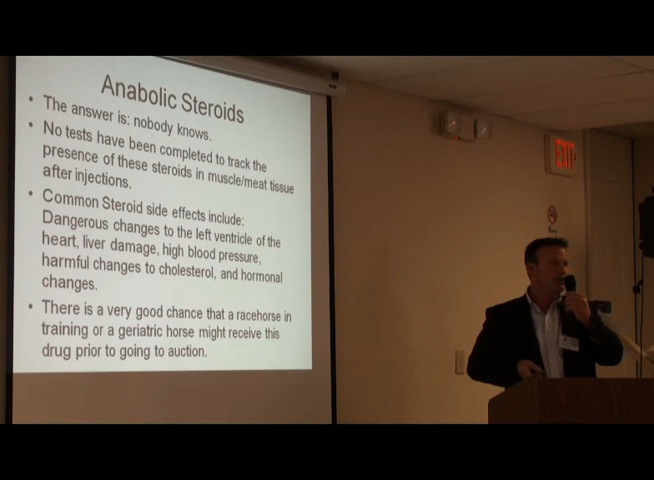 Anabolic Steroids
• The answer is: nobody knows.
• No tests have been completed to track the
presence of these steroids in muscle/meat tissue
after injections.
• Common Steroid side effects include:
Dangerous changes to the left ventricle of the
heart, liver damage, high blood pressure,
harmful changes to cholesterol, and hormonal
changes.
• There is a very good chance that a racehorse in
training or a geriatric horse might receive this
drug prior to going to auction.
EXIT